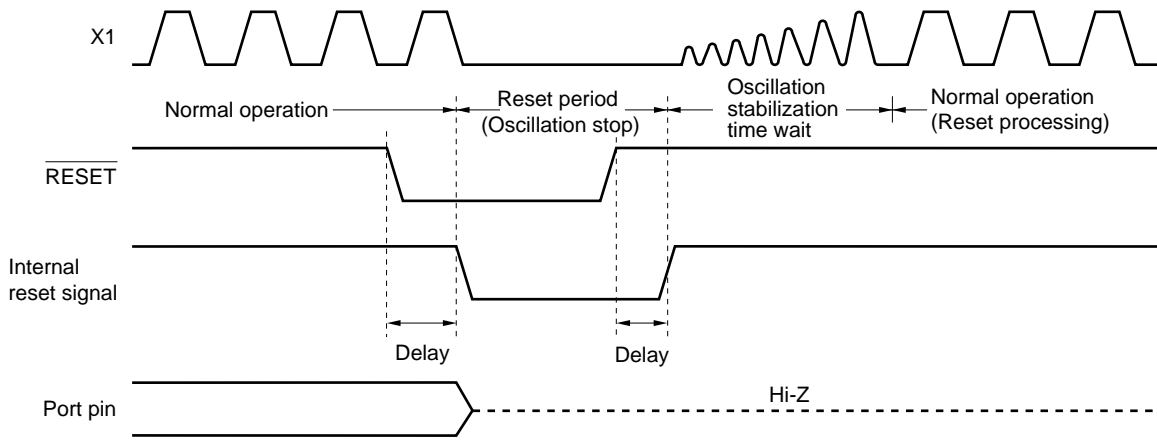 X1
Normal operation
Reset period
(Oscillation stop)
Oscillation
stabilization
time wait
Normal operation
(Reset processing)
RESET
Internal
reset signal
Delay
Delay
Port pin
Hi-Z